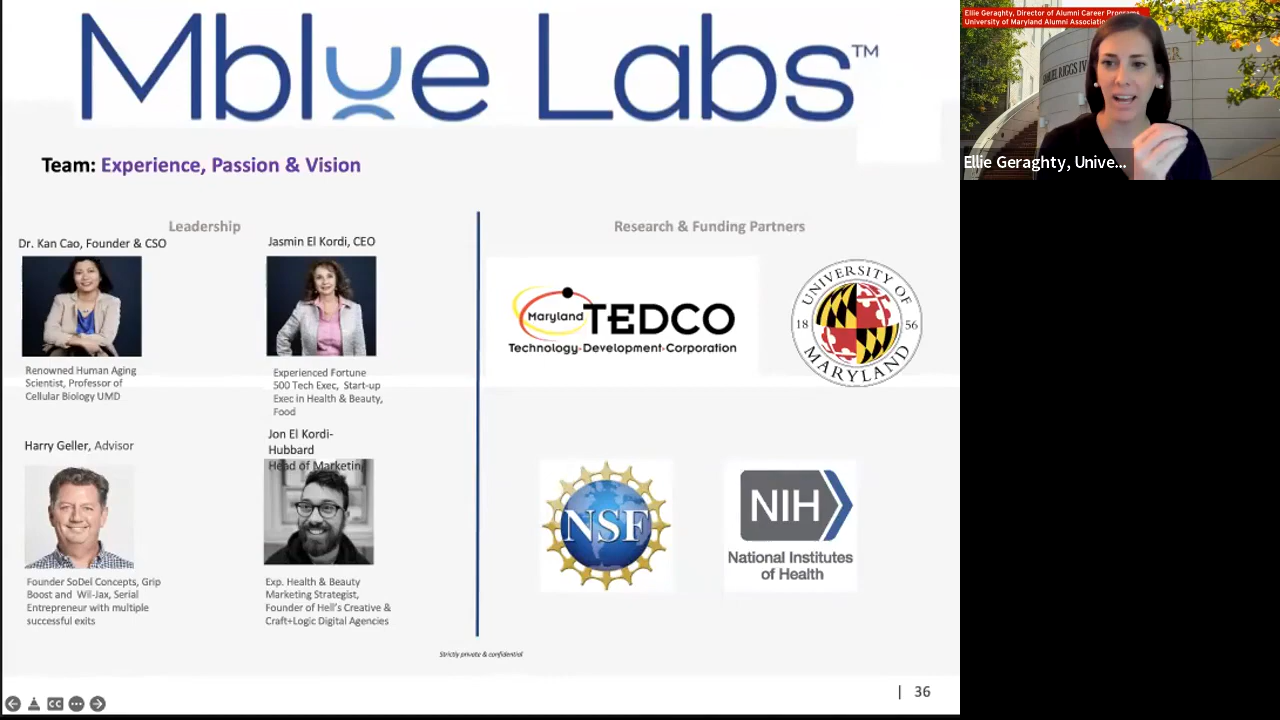 Mblue Labs™
Team: Experience, Passion & Vision
Leadership
Dr. Kan Cao, Founder & CSO
Renowned Human Aging
Scientist, Professor of
Cellular Biology UMD
Jasmin El Kordi, CEO
Experienced Fortune
500 Tech Exec, Start-up
Exec in Health & Beauty,
Food
Harry Geller, Advisor
Founder SoDel Concepts, Grip
Boost and Wil-Jax, Serial
Entrepreneur with multiple
successful exits
Jon El Kordi-
Hubbard
Head of Marketing
Exp. Health & Beauty
Marketing Strategist,
Founder of Hell's Creative &
Craft+Logic Digital Agencies
Research & Funding Partners
Maryland TEDCO
Technology-Development-Corporation
UNIVERSITY OF
18 56
MARYLAND
NSF
NIH
National Institutes
of Health
Strictly private & confidential
| 36
CC
Ellie Geraghty, Director of Alumni Career Programs
University of Maryland Alumni Association
Ellie Geraghty, Unive...